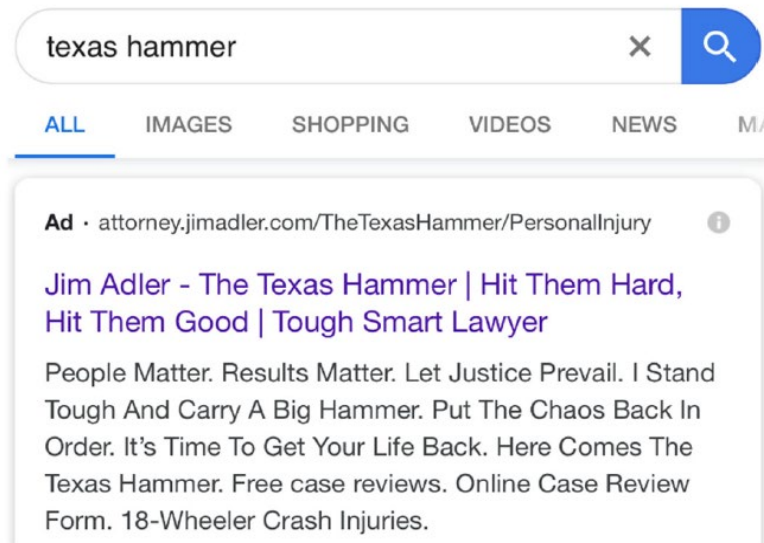 texas hammer
ALL IMAGES SHOPPING VIDEOS NEWS
Ad · attorney.jimadler.com/TheTexasHammer/PersonalInjury
Jim Adler - The Texas Hammer | Hit Them Hard,
Hit Them Good | Tough Smart Lawyer
People Matter. Results Matter. Let Justice Prevail. I Stand
Tough And Carry A Big Hammer. Put The Chaos Back In
Order. It's Time To Get Your Life Back. Here Comes The
Texas Hammer. Free case reviews. Online Case Review
Form. 18-Wheeler Crash Injuries.